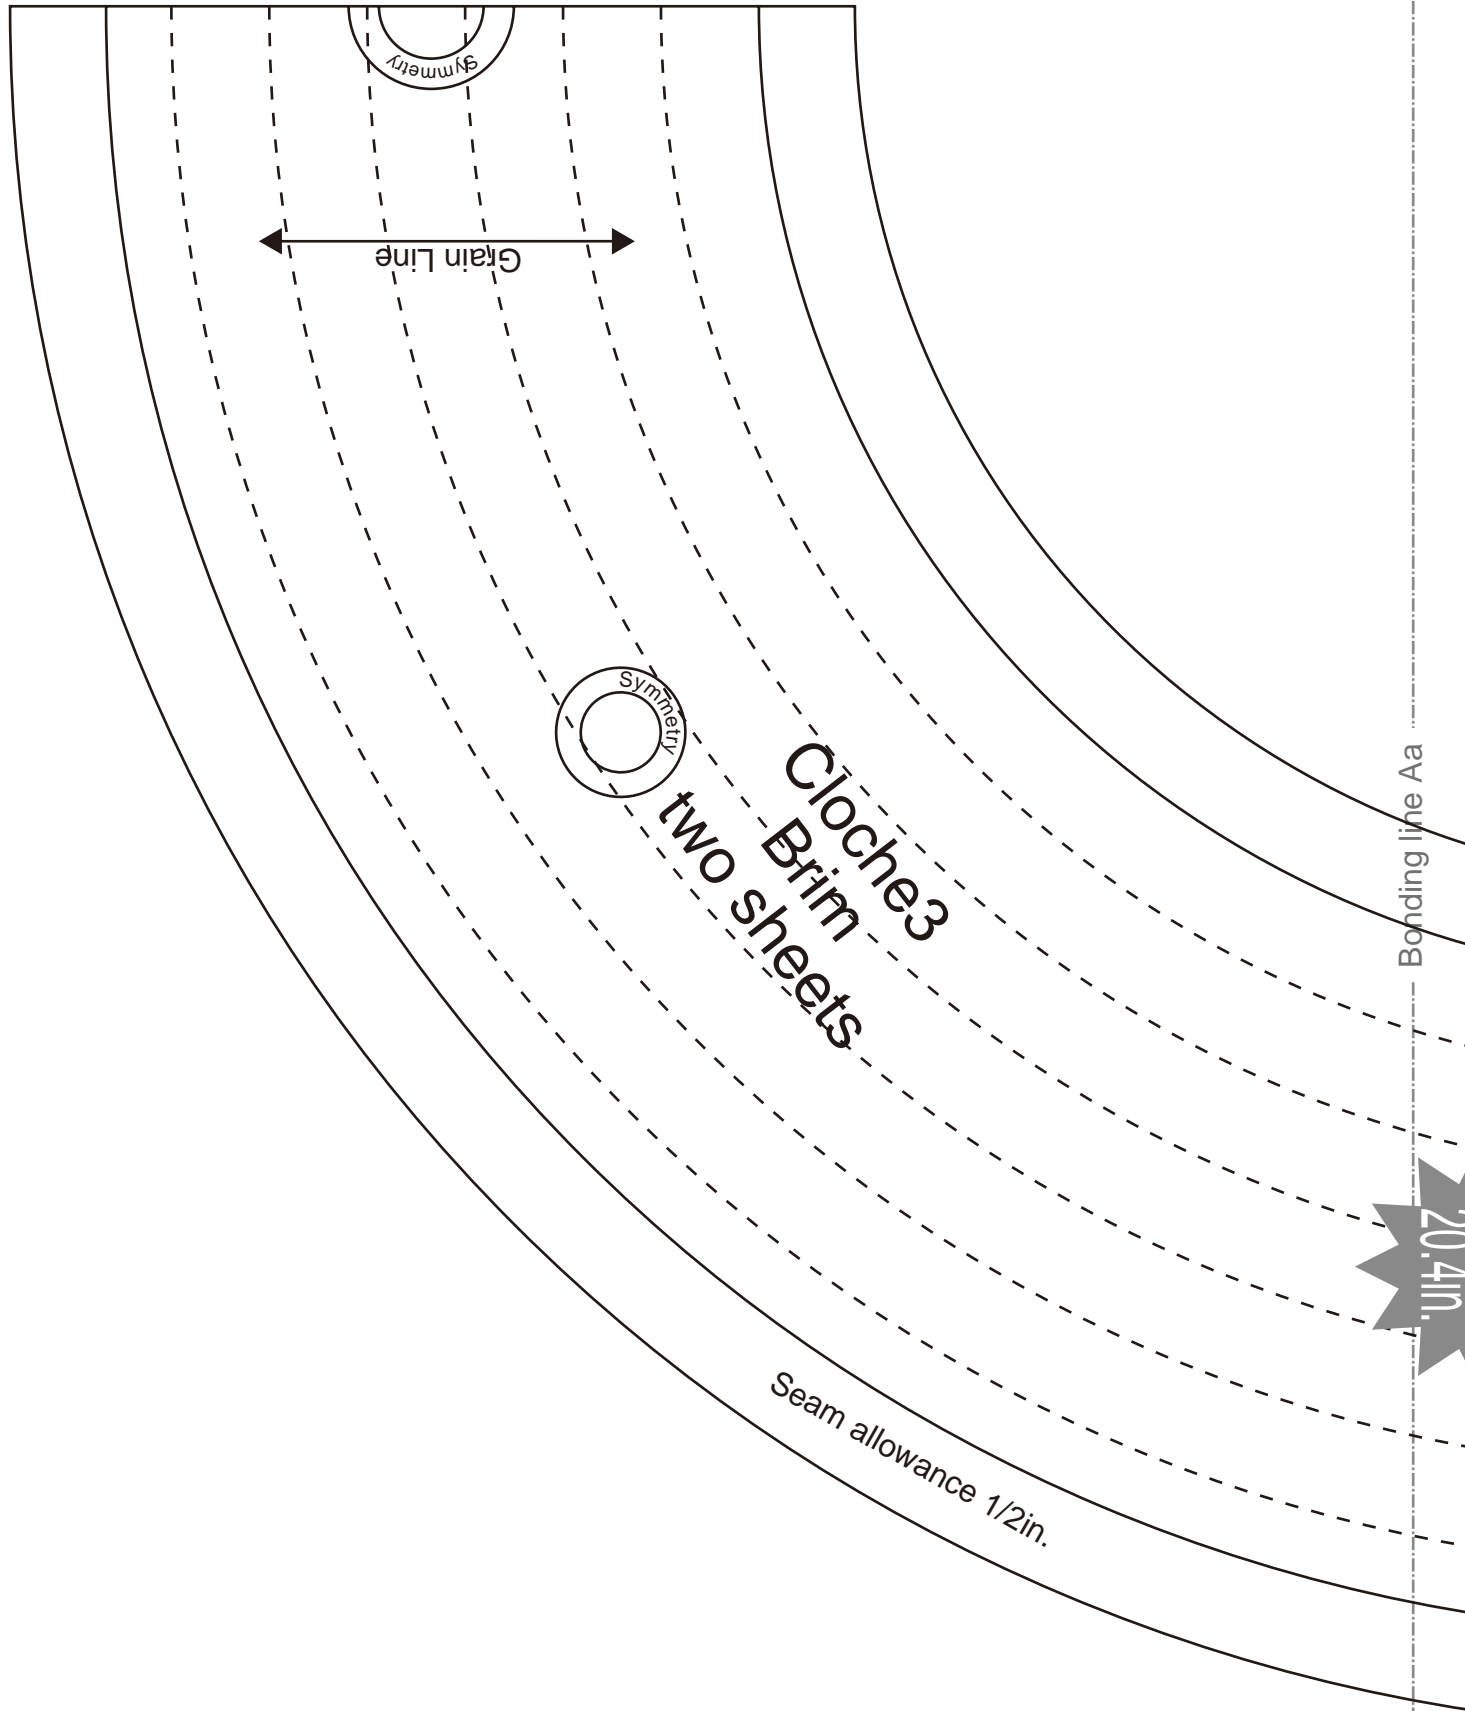 Symmetry
Grain Line
Symmetry
Cloche3
Brim
two sheets
Bonding line Aa
20.4in.
Seam allowance 1/2in.